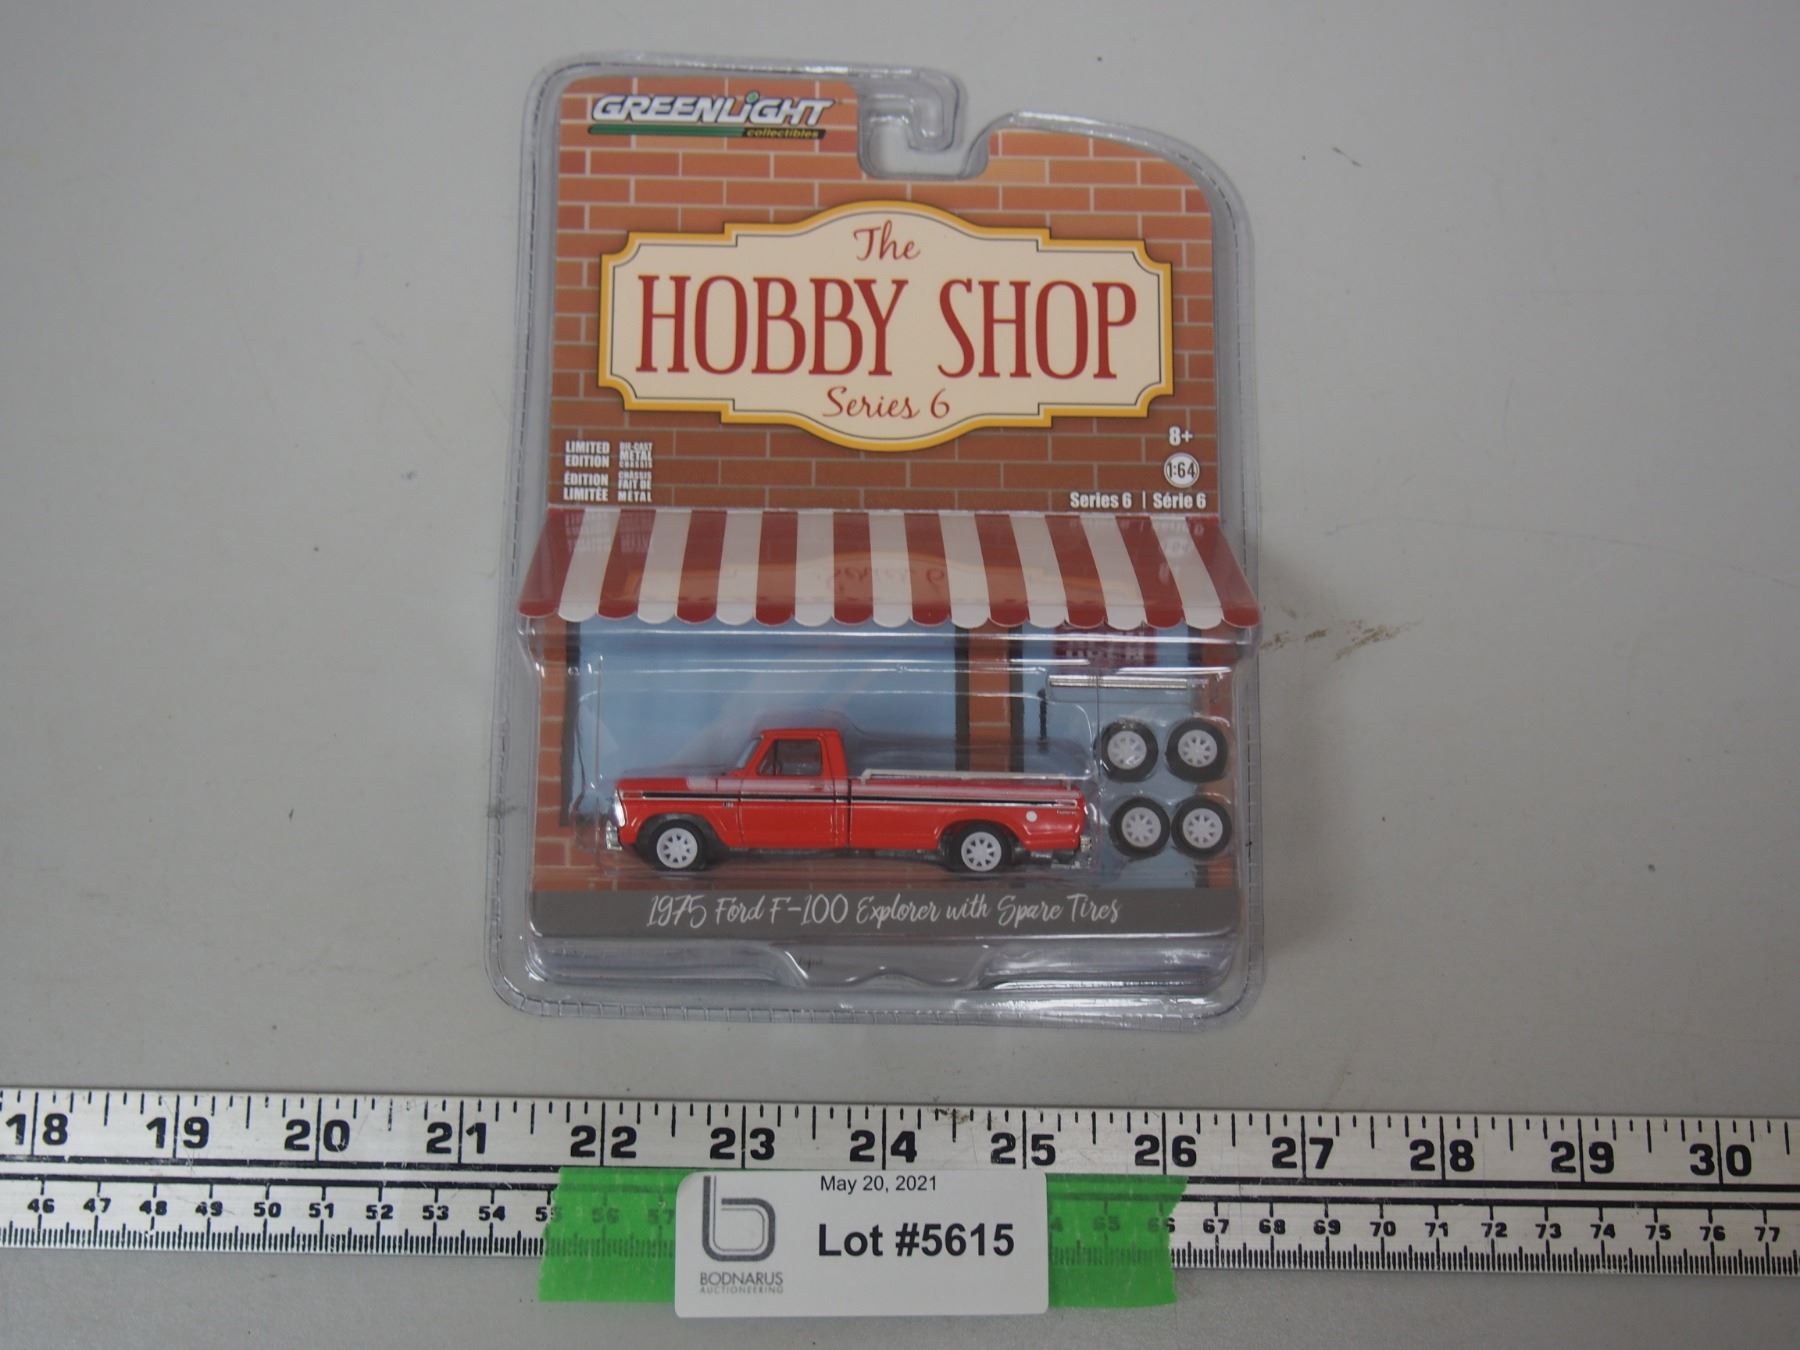 GREENLiGHT
collectibles
The
HOBBY SHOP
Series 6
LIMITED
EDITION
ÉDITION
LIMITÉE
DIE-CAST
METAL
CHASSIS
CHÂSSIS
FAIT DE
MÉTAL
8+
1:64
Series 6 | Série 6
1975 Ford F-100 Explorer with Spare Tires
18 19 20 21 22 23 24 25 26 27 28 29 30
46 47 48 49 50 51 52 53 54 55 56 57 65 66 67 68 69 70 71 72 73 74 75 76 77
May 20, 2021
Lot #5615
BODNARUS
AUCTIONEERING